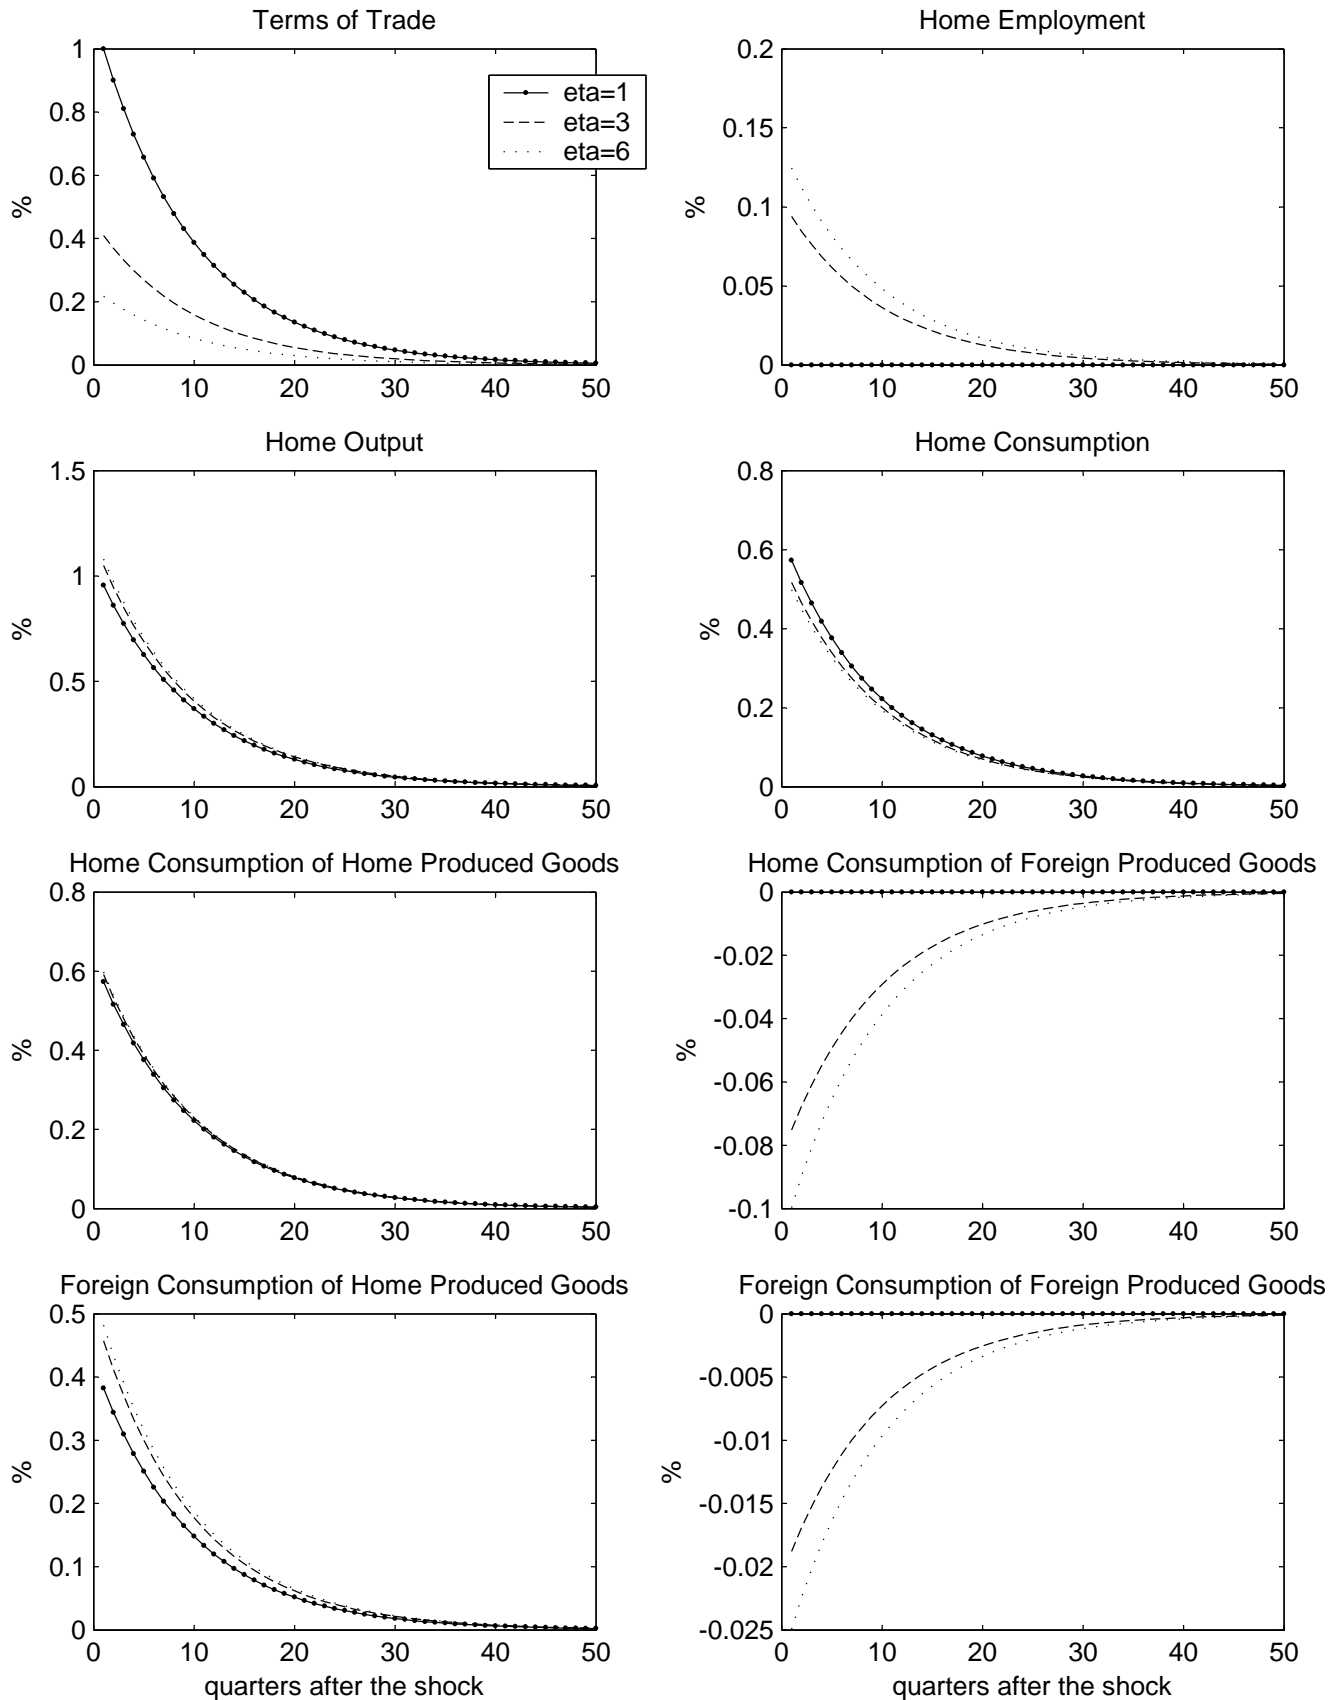 Terms of Trade
1
0.8
0.6
0.4
0.2
0
%
0 10 20 30 40 50
eta=1
eta=3
eta=6
Home Employment
0.2
0.15
0.1
0.05
0
%
0 10 20 30 40 50
Home Output
1.5
1
0.5
0
%
0 10 20 30 40 50
Home Consumption
0.8
0.6
0.4
0.2
0
%
0 10 20 30 40 50
Home Consumption of Home Produced Goods
0.8
0.6
0.4
0.2
0
%
0 10 20 30 40 50
Home Consumption of Foreign Produced Goods
0
-0.02
-0.04
-0.06
-0.08
-0.1
%
0 10 20 30 40 50
Foreign Consumption of Home Produced Goods
0.5
0.4
0.3
0.2
0.1
0
%
0 10 20 30 40 50
quarters after the shock
Foreign Consumption of Foreign Produced Goods
0
-0.005
-0.01
-0.015
-0.02
-0.025
%
0 10 20 30 40 50
quarters after the shock